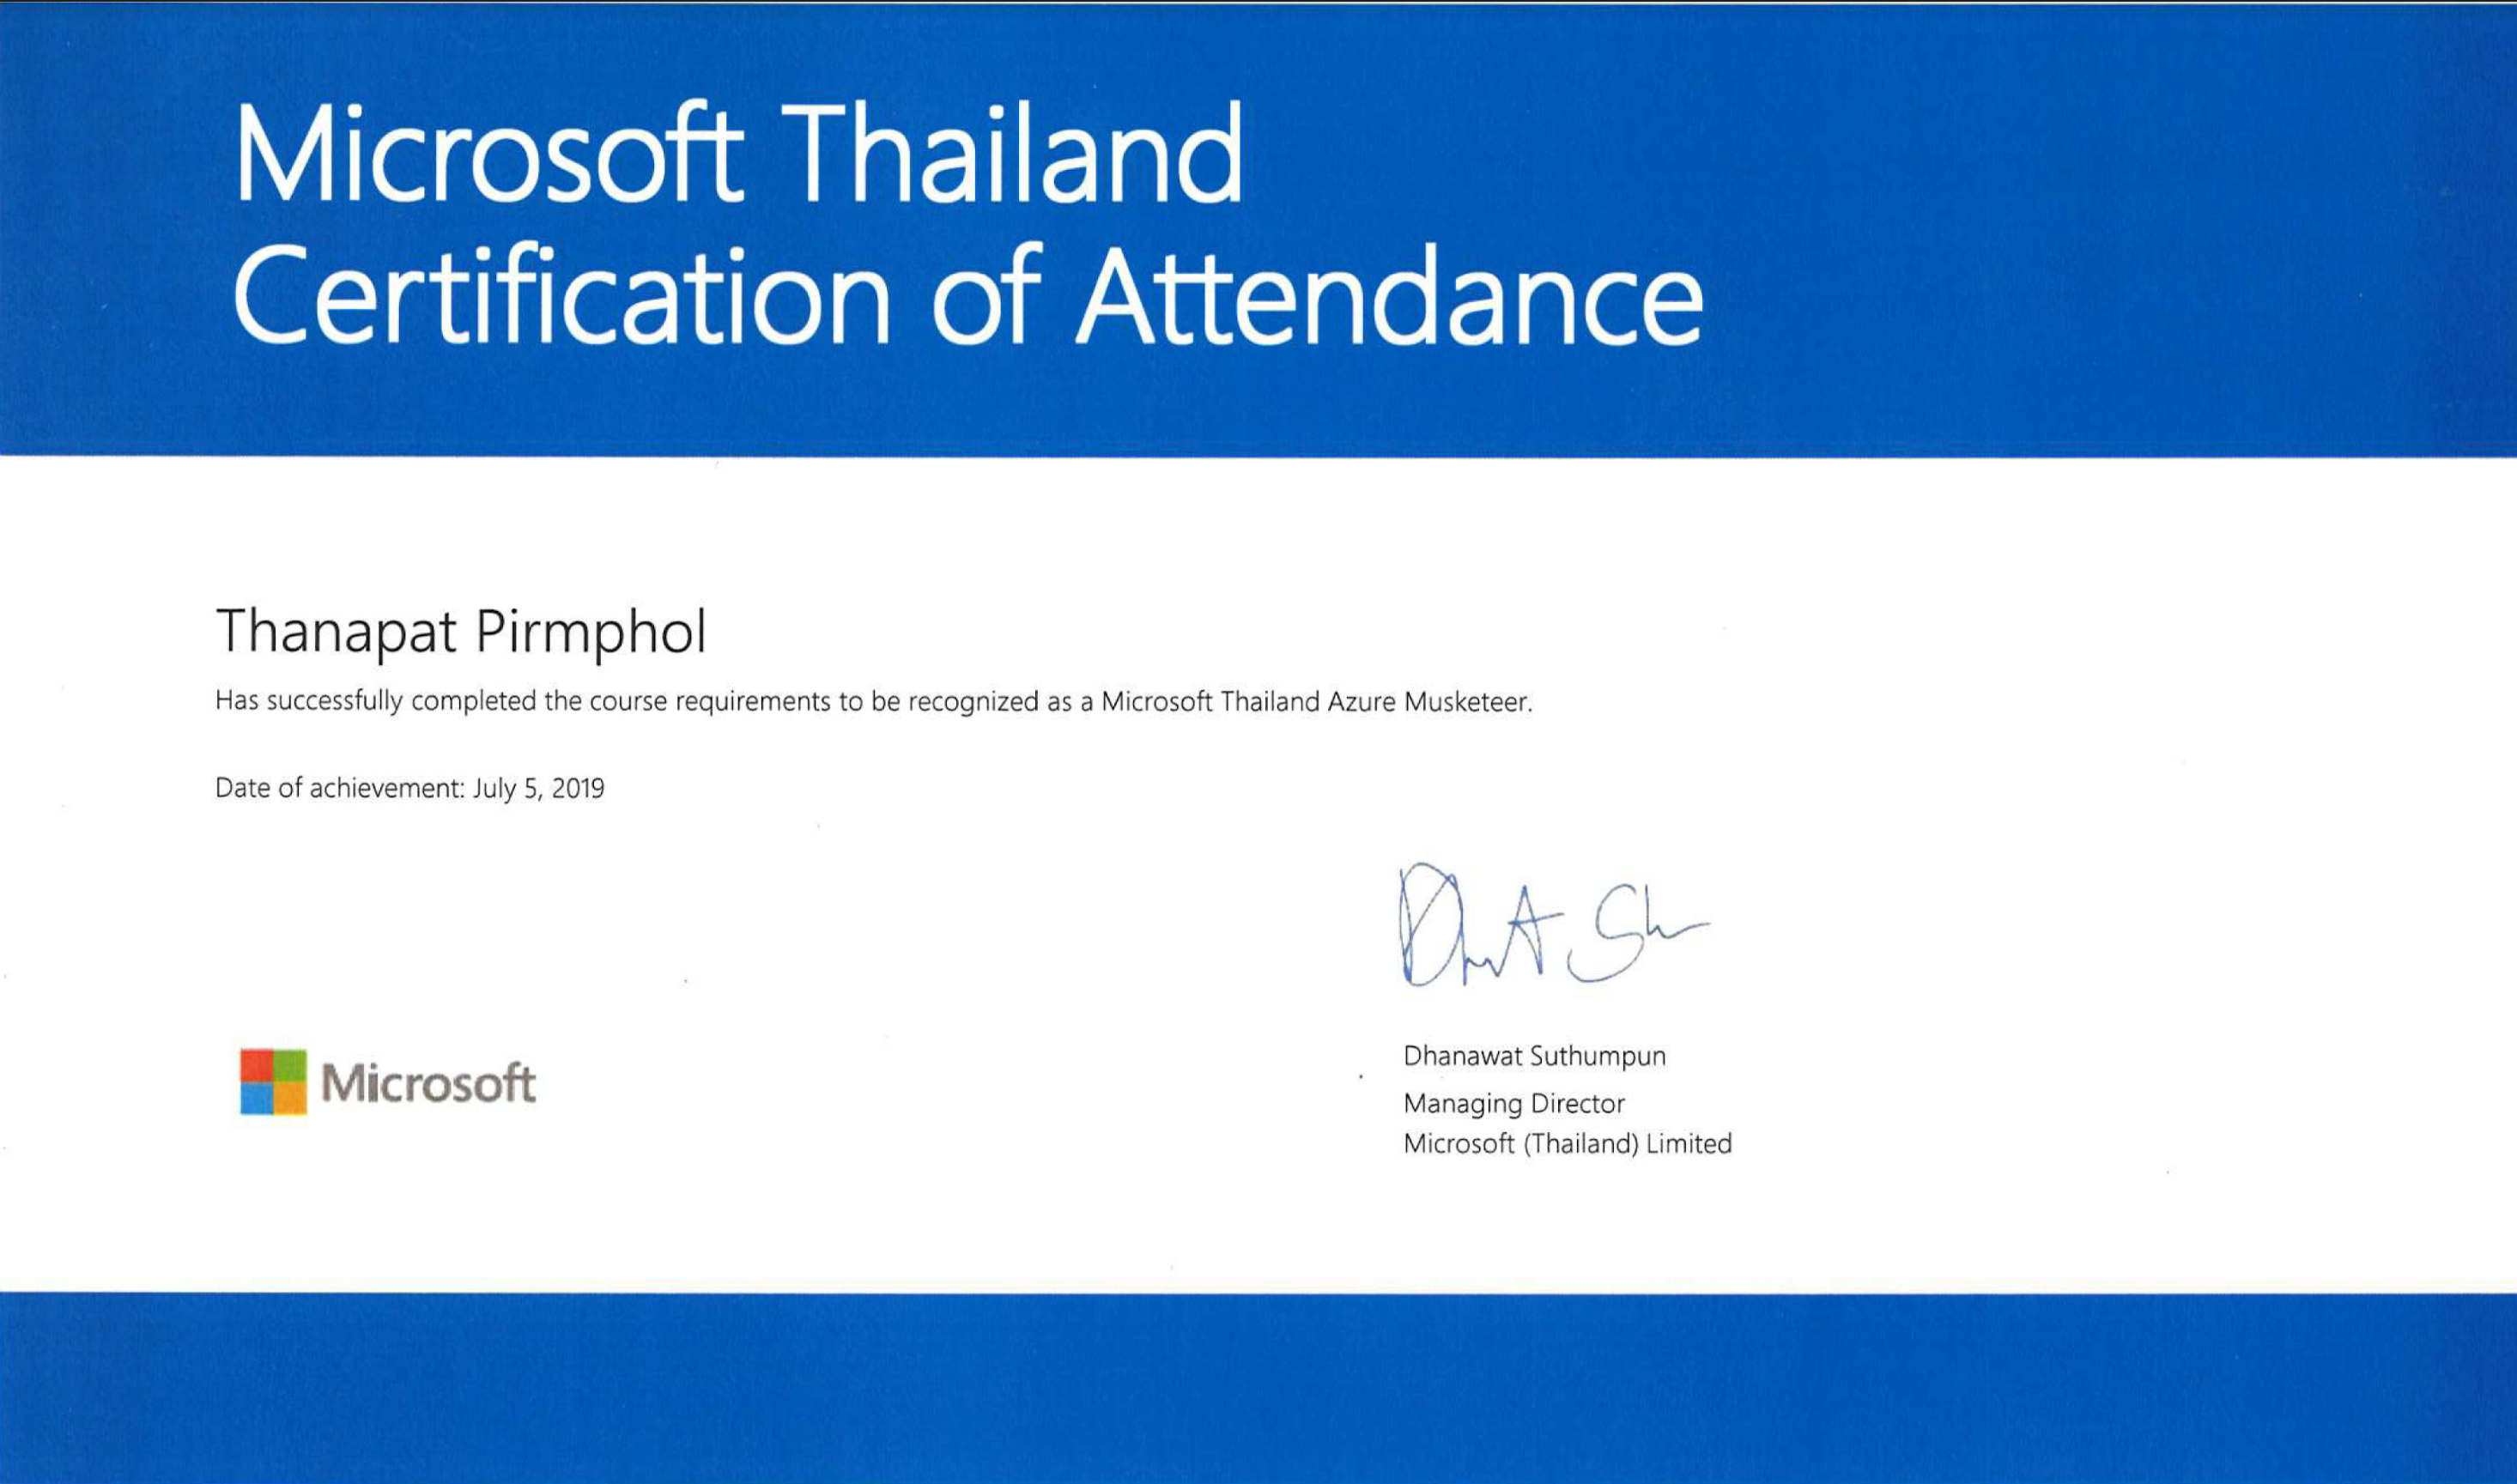 Microsoft Thailand
Certification of Attendance
Thanapat Pirmphol
Has successfully completed the course requirements to be recognized as a Microsoft Thailand Azure Musketeer.
Date of achievement: July 5, 2019
Microsoft
Dhanawat Suthumpun
Managing Director
Microsoft (Thailand) Limited